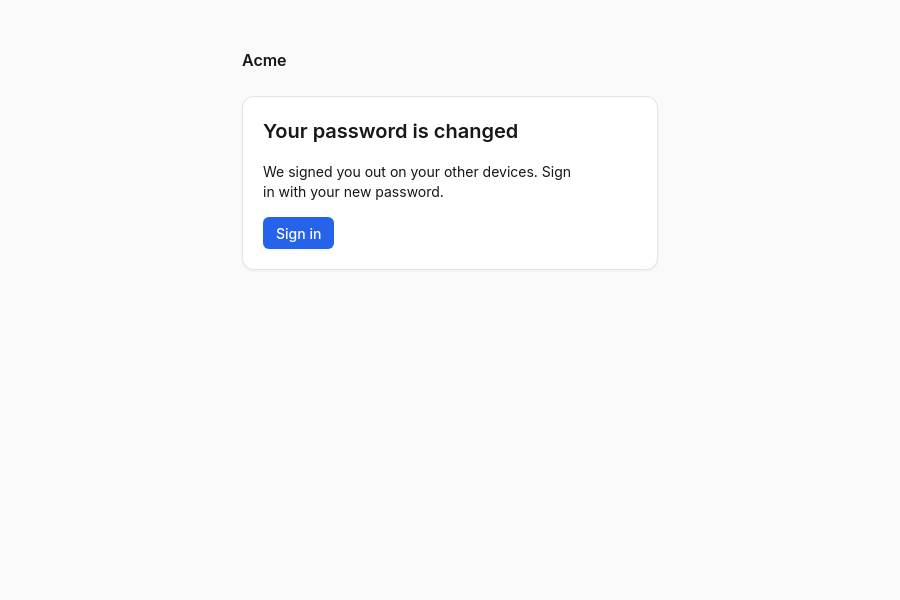 Acme
Your password is changed
We signed you out on your other devices. Sign
in with your new password.
Sign in